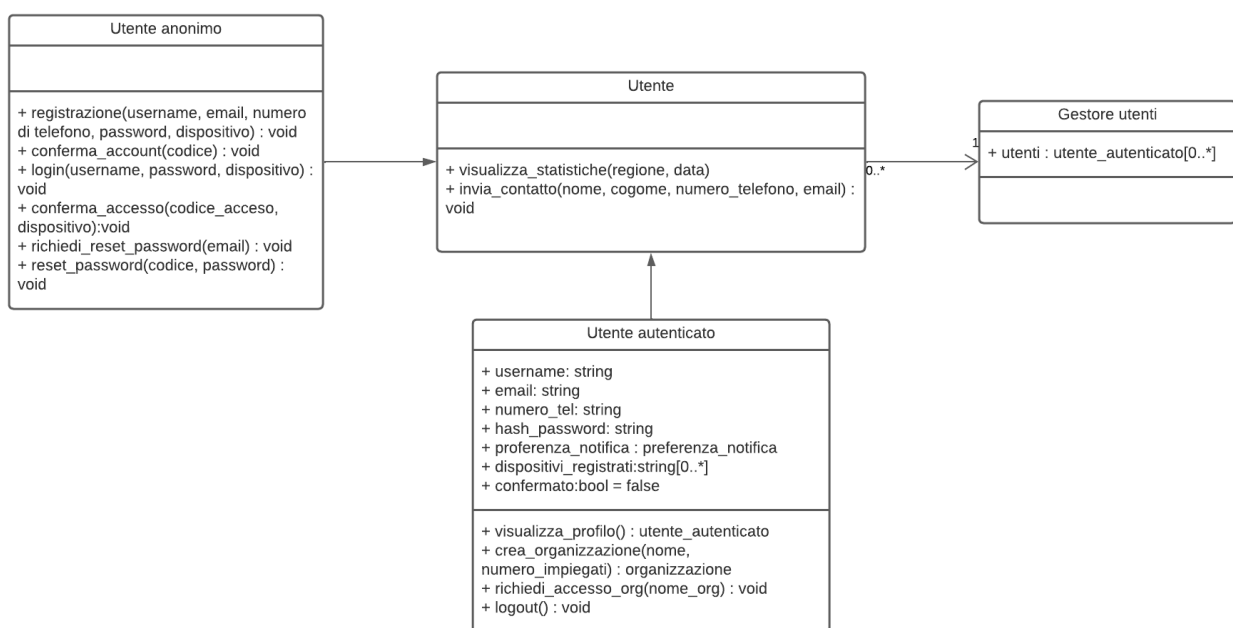 Utente anonimo
+ registrazione(username, email, numero
di telefono, password, dispositivo) : void
+ conferma_account(codice) : void
+ login(username, password, dispositivo) :
void
+ conferma_accesso(codice_acceso,
dispositivo):void
+ richiedi_reset_password(email) : void
+ reset_password(codice, password) :
void
Utente
+ visualizza_statistiche(regione, data)
+ invia_contatto(nome, cogome, numero_telefono, email) :
void
0..*
1
Gestore utenti
+ utenti : utente_autenticato[0..*]
Utente autenticato
+ username: string
+ email: string
+ numero_tel: string
+ hash_password: string
+ proferenza_notifica : preferenza_notifica
+ dispositivi_registrati:string[0..*]
+ confermato:bool = false
+ visualizza_profilo() : utente_autenticato
+ crea_organizzazione(nome,
numero_impiegati) : organizzazione
+ richiedi_accesso_org(nome_org) : void
+ logout() : void